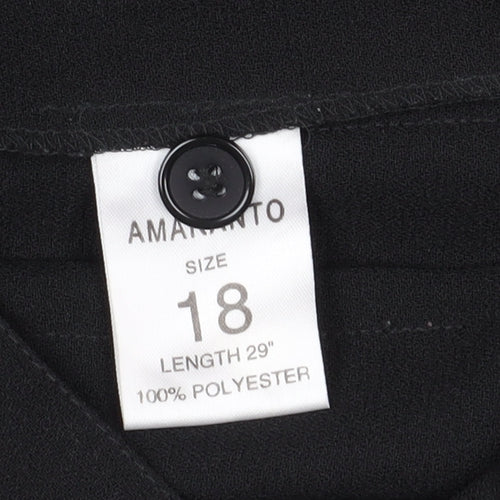 AMARANTO
SIZE
18
LENGTH 29"
100% POLYESTER